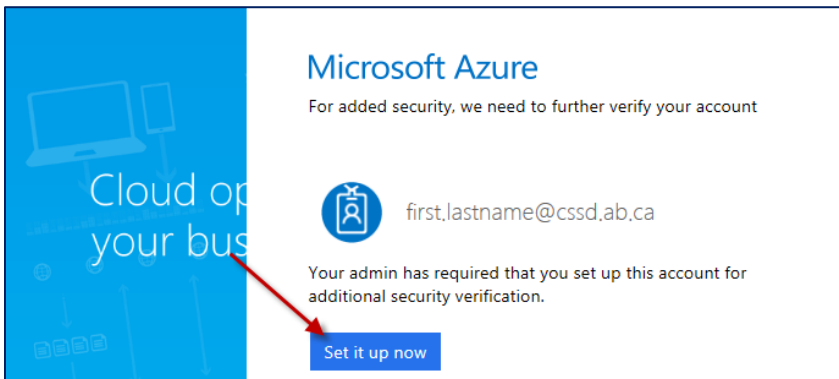 Microsoft Azure
For added security, we need to further verify your account
Cloud op
your bus
first.lastname@cssd.ab.ca
Your admin has required that you set up this account for
additional security verification.
Set it up now